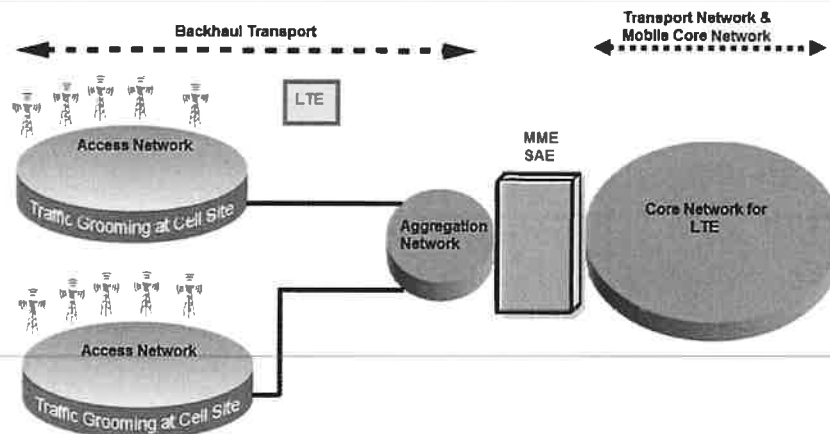 Backhaul Transport
Transport Network &
Mobile Core Network
LTE
Access Network
Traffic Grooming at Cell Site
MME
SAE
Aggregation
Network
Core Network for
LTE
Access Network
Traffic Grooming at Cell Site